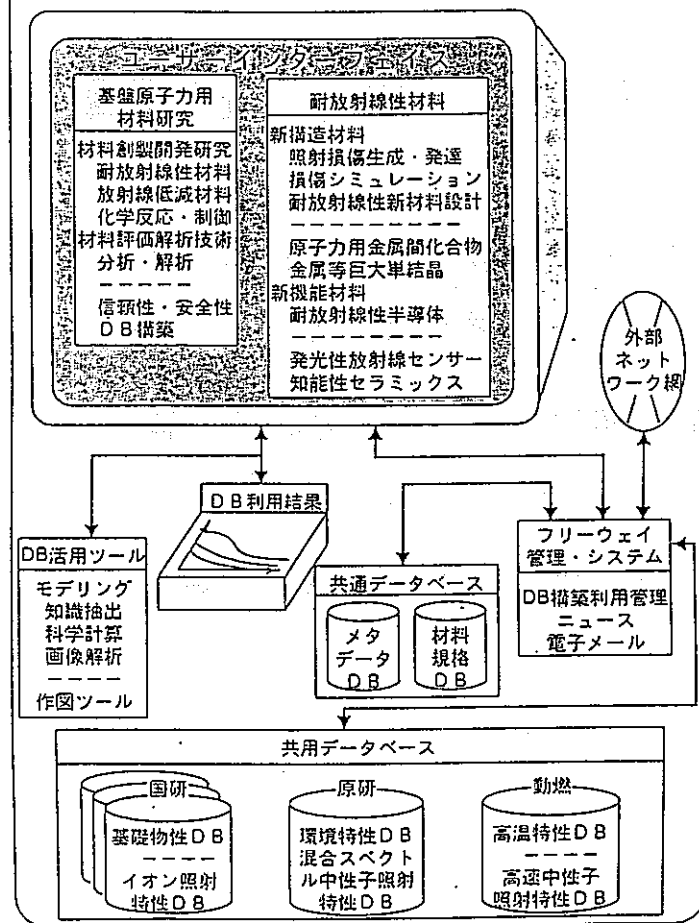 ユーザーインターフェイス
基盤原子力用
材料研究
材料創製開発研究
耐放射線性材料
放射線低減材料
化学反応・制御
材料評価解析技術
分析・解析
－－－－－
信頼性・安全性
DB構築
耐放射線性材料
新構造材料
照射損傷生成・発達
損傷シミュレーション
耐放射線性新材料設計
－－－－－－－－－
原子力用金属間化合物
金属等巨大単結晶
新機能材料
耐放射線性半導体
－－－－－－－－
発光性放射線センサー
知能性セラミックス
外部
ネット
ワーク網
DB利用結果
DB活用ツール
モデリング
知識抽出
科学計算
画像解析
－－－－
作図ツール
共通データベース
メタ
データ
DB
材料
規格
DB
フリーウェイ
管理・システム
DB構築利用管理
ニュース
電子メール
共用データベース
国研
基礎物性DB
－－－－
イオン照射
特性DB
原研
環境特性DB
混合スペクト
ル中性子照射
特性DB
動燃
高温特性DB
－－－－
高速中性子
照射特性DB